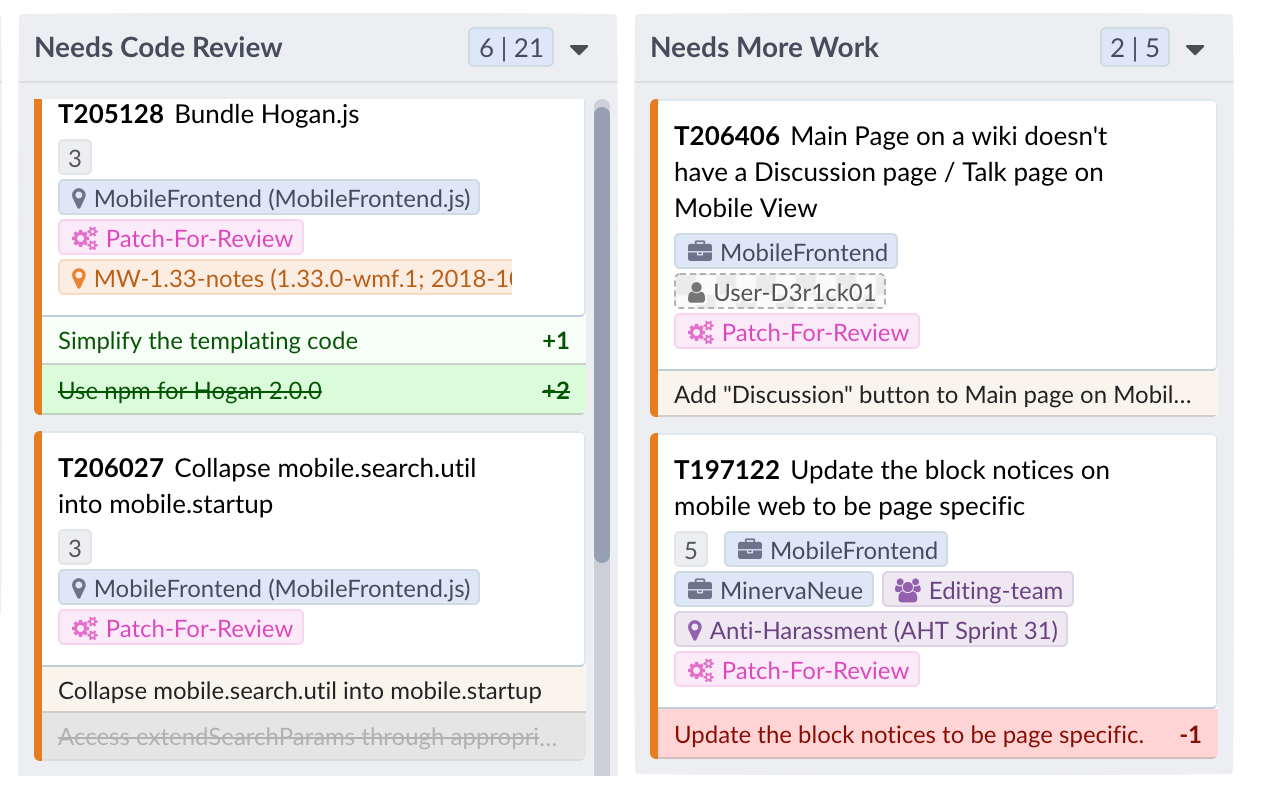 Needs Code Review 6 | 21
T205128 Bundle Hogan.js
3
MobileFrontend (MobileFrontend.js)
Patch-For-Review
MW-1.33-notes (1.33.0-wmf.1; 2018-1
Simplify the templating code +1
Use npm for Hogan 2.0.0 +2
T206027 Collapse mobile.search.util
into mobile.startup
3
MobileFrontend (MobileFrontend.js)
Patch-For-Review
Collapse mobile.search.util into mobile.startup
Access extendSearchParams through appropri...
Needs More Work 2 | 5
T206406 Main Page on a wiki doesn't
have a Discussion page / Talk page on
Mobile View
MobileFrontend
User-D3r1ck01
Patch-For-Review
Add "Discussion" button to Main page on Mobil...
T197122 Update the block notices on
mobile web to be page specific
5 MobileFrontend
MinervaNeue Editing-team
Anti-Harassment (AHT Sprint 31)
Patch-For-Review
Update the block notices to be page specific. -1